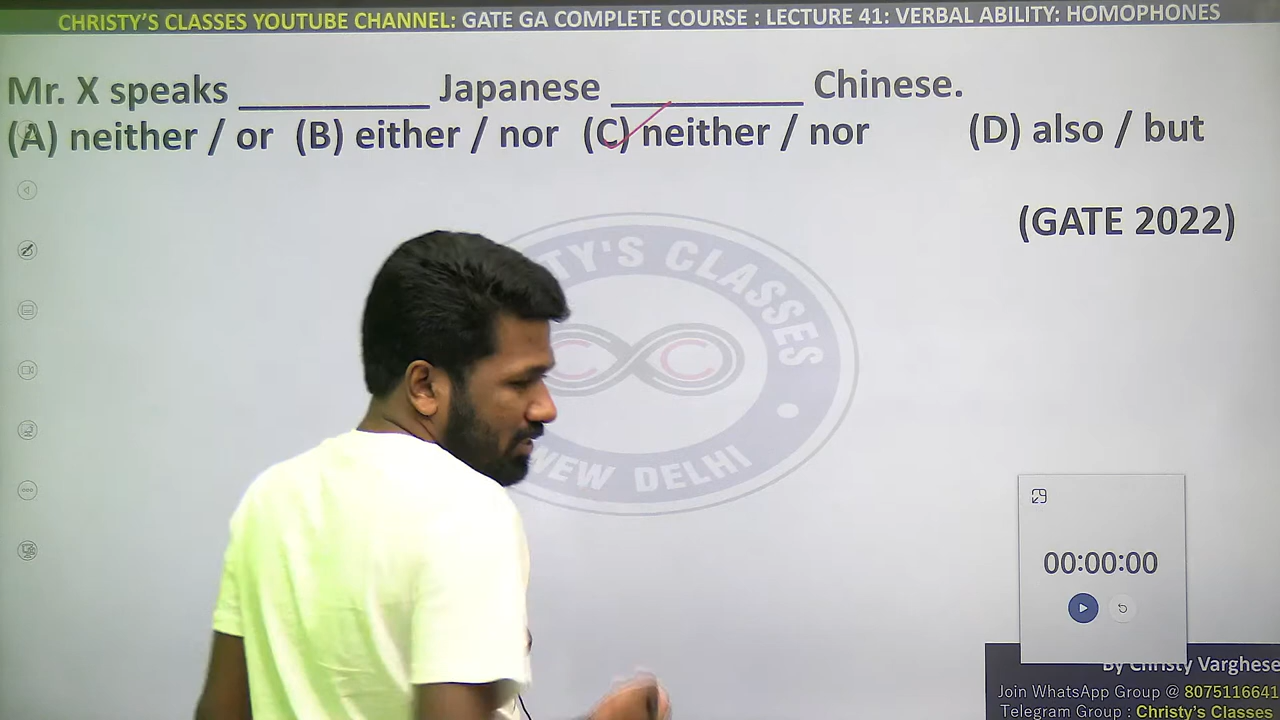 CHRISTY'S CLASSES YOUTUBE CHANNEL: GATE GA COMPLETE COURSE : LECTURE 41: VERBAL ABILITY: HOMOPHONES
Mr. X speaks __________ Japanese __________ Chinese.
(A) neither / or (B) either / nor (C) neither / nor (D) also / but
(GATE 2022)
TY'S CLASSES
NEW DELHI
00:00:00
By Christy Varghese
Join WhatsApp Group @ 8075116641
Telegram Group : Christy's Classes